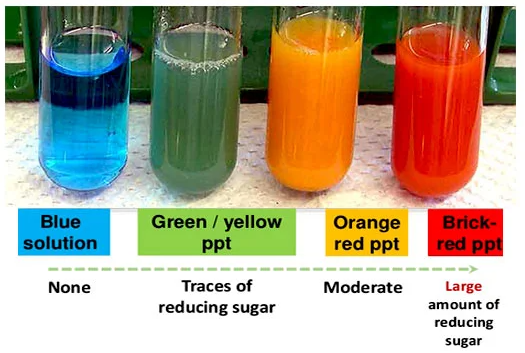 Blue
solution
Green / yellow
ppt
Orange
red ppt
Brick-
red ppt
None
Traces of
reducing sugar
Moderate
Large
amount of
reducing
sugar